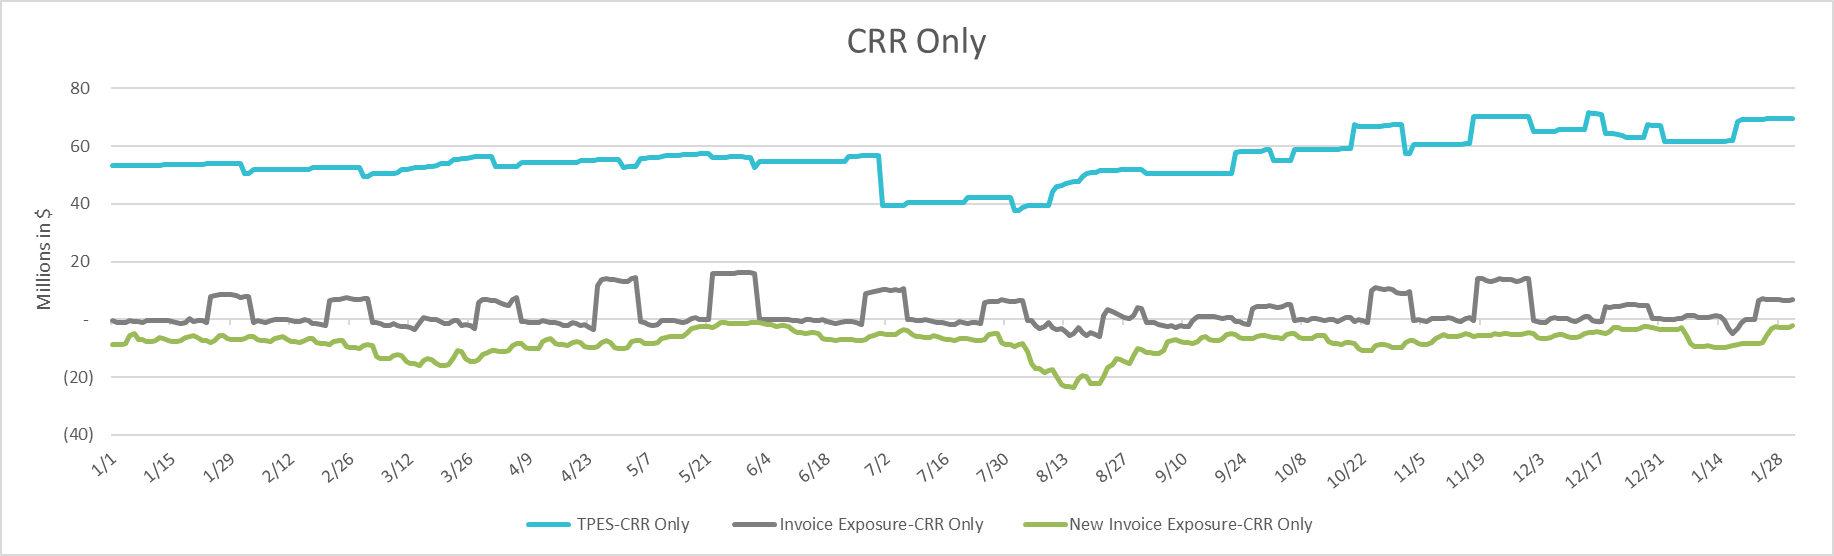 CRR Only
Millions in $
80
60
40
20
-
(20)
(40)
1/1 1/15 1/29 2/12 2/26 3/12 3/26 4/9 4/23 5/7 5/21 6/4 6/18 7/2 7/16 7/30 8/13 8/27 9/10 9/24 10/8 10/22 11/5 11/19 12/3 12/17 12/31 1/14 1/28
TPES-CRR Only Invoice Exposure-CRR Only New Invoice Exposure-CRR Only